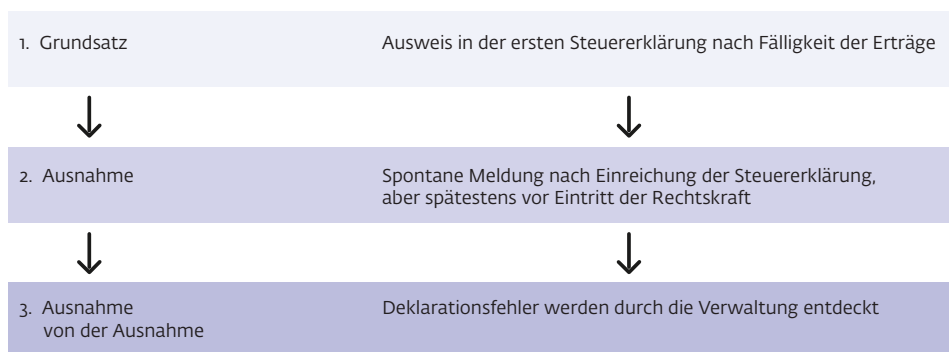 1. Grundsatz
Ausweis in der ersten Steuererklärung nach Fälligkeit der Erträge
2. Ausnahme
Spontane Meldung nach Einreichung der Steuererklärung,
aber spätestens vor Eintritt der Rechtskraft
3. Ausnahme
von der Ausnahme
Deklarationsfehler werden durch die Verwaltung entdeckt